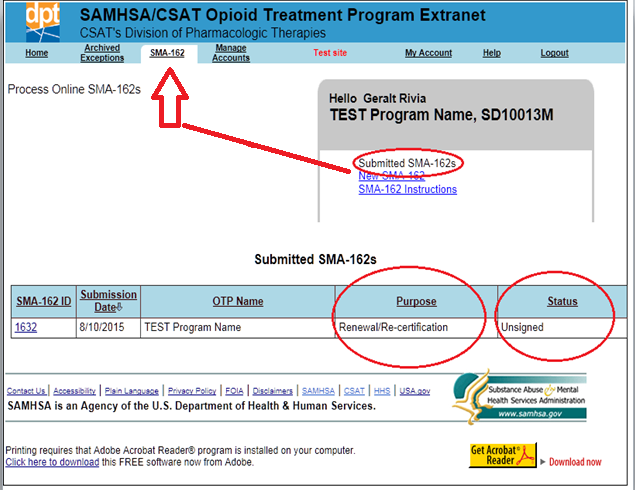 dpt
SAMHSA/CSAT Opioid Treatment Program Extranet
CSAT's Division of Pharmacologic Therapies
Home
Archived
Exceptions
SMA-162
Manage
Accounts
Test site
My Account
Help
Logout
Process Online SMA-162s
Hello Geralt Rivia
TEST Program Name, SD10013M
Submitted SMA-162s
New SMA-162
SMA-162 Instructions
Submitted SMA-162s
SMA-162 ID
Submission
Date
OTP Name
Purpose
Status
1632
8/10/2015
TEST Program Name
Renewal/Re-certification
Unsigned
Contact Us | Accessibility | Plain Language | Privacy Policy | FOIA | Disclaimers | SAMHSA | CSAT | HHS | USA.gov
SAMHSA is an Agency of the U.S. Department of Health & Human Services.
Substance Abuse & Mental
Health Services Administration
www.samhsa.gov
Printing requires that Adobe Acrobat Reader® program is installed on your computer.
Click here to download this FREE software now from Adobe.
Get Acrobat®
Reader
Download now